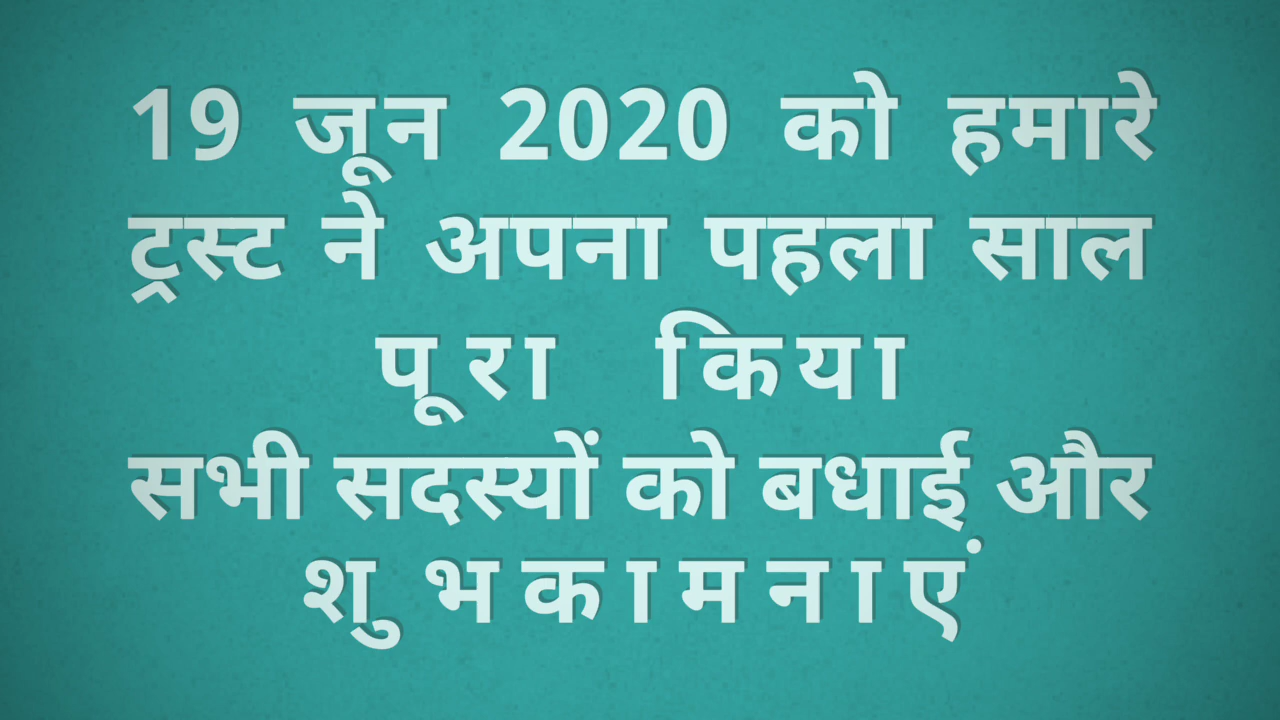 19 जून 2020 को हमारे
ट्रस्ट ने अपना पहला साल
पूरा किया
सभी सदस्यों को बधाई और
शुभकामनाएं